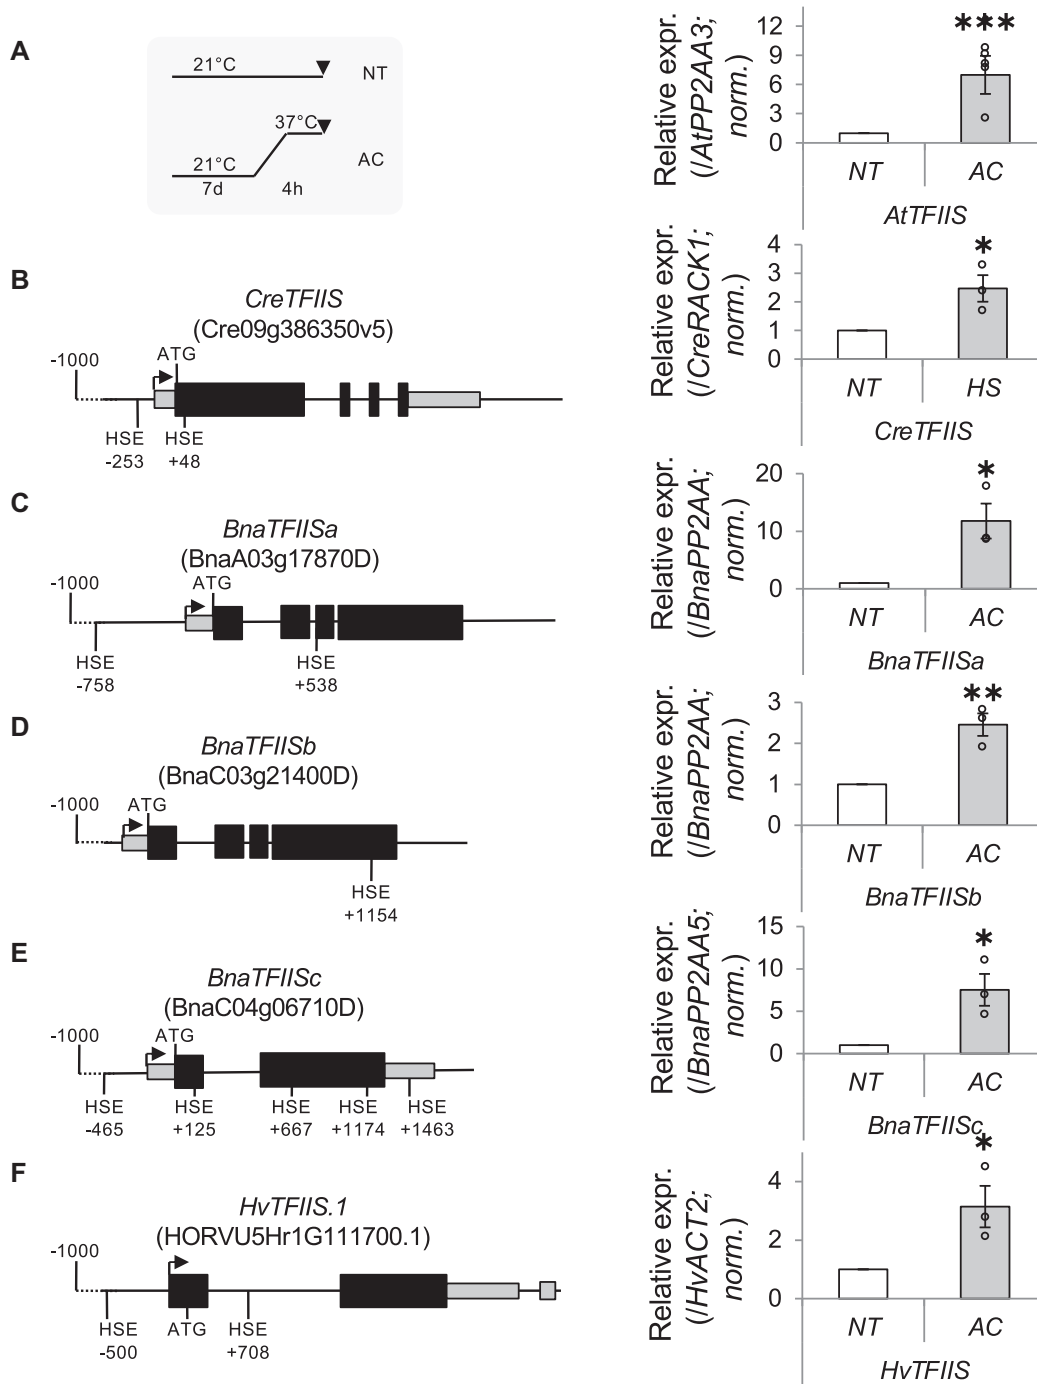 A
21°C
NT
37°C
21°C
AC
7d
4h
Relative expr.
(/AtPP2AA3;
norm.)
12
9
6
3
0
***
NT
AC
AtTFIIS
B
CreTFIIS
(Cre09g386350v5)
-1000
ATG
HSE
-253
HSE
+48
Relative expr.
(/CreRACK1;
norm.)
4
3
2
1
0
*
NT
HS
CreTFIIS
C
BnaTFIISa
(BnaA03g17870D)
-1000
ATG
HSE
-758
HSE
+538
Relative expr.
(/BnaPP2AA;
norm.)
20
10
0
*
NT
AC
BnaTFIISa
D
BnaTFIISb
(BnaC03g21400D)
-1000
ATG
HSE
+1154
Relative expr.
(/BnaPP2AA;
norm.)
3
2
1
0
**
NT
AC
BnaTFIISb
E
BnaTFIISc
(BnaC04g06710D)
-1000
ATG
HSE
-465
HSE
+125
HSE
+667
HSE
+1174
HSE
+1463
Relative expr.
(/BnaPP2AA5;
norm.)
15
10
5
0
*
NT
AC
BnaTFIISc
F
HvTFIIS.1
(HORVU5Hr1G111700.1)
-1000
HSE
-500
ATG
HSE
+708
Relative expr.
(/HvACT2;
norm.)
4
2
0
*
NT
AC
HvTFIIS